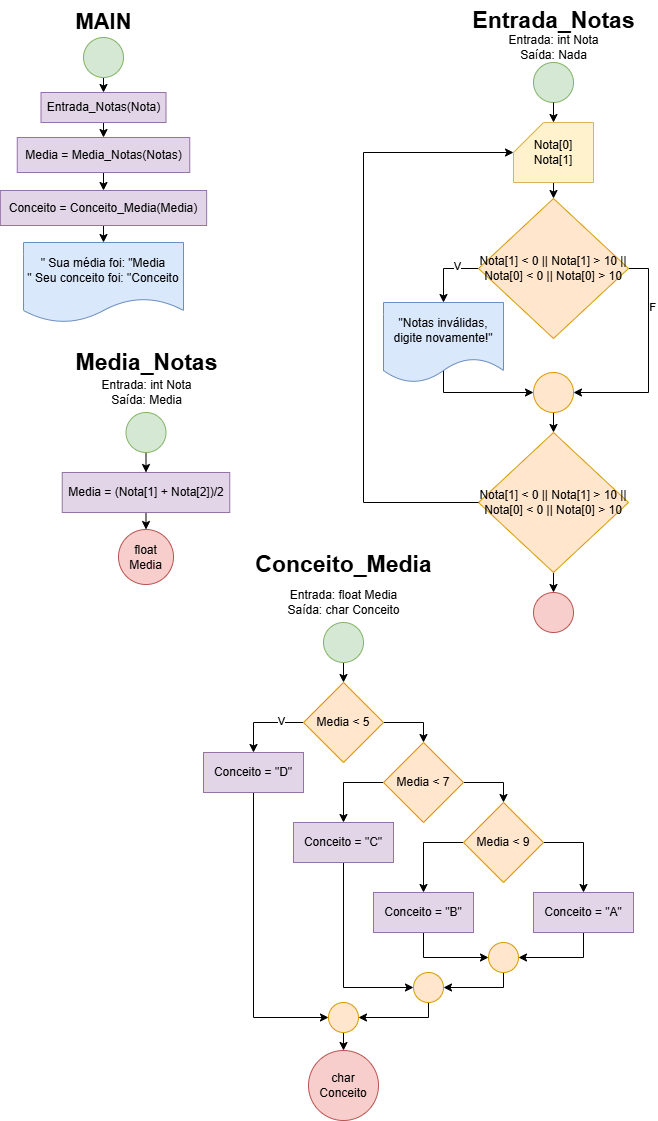 MAIN
Entrada_Notas(Nota)
Media = Media_Notas(Notas)
Conceito = Conceito_Media(Media)
" Sua média foi: "Media
" Seu conceito foi: "Conceito
Entrada_Notas
Entrada: int Nota
Saída: Nada
Nota[0]
Nota[1]
Nota[1] < 0 || Nota[1] > 10 ||
Nota[0] < 0 || Nota[0] > 10
V
F
"Notas inválidas,
digite novamente!"
Nota[1] < 0 || Nota[1] > 10 ||
Nota[0] < 0 || Nota[0] > 10
Media_Notas
Entrada: int Nota
Saída: Media
Media = (Nota[1] + Nota[2])/2
float
Media
Conceito_Media
Entrada: float Media
Saída: char Conceito
Media < 5
V
Conceito = "D"
Media < 7
Conceito = "C"
Media < 9
Conceito = "B"
Conceito = "A"
char
Conceito